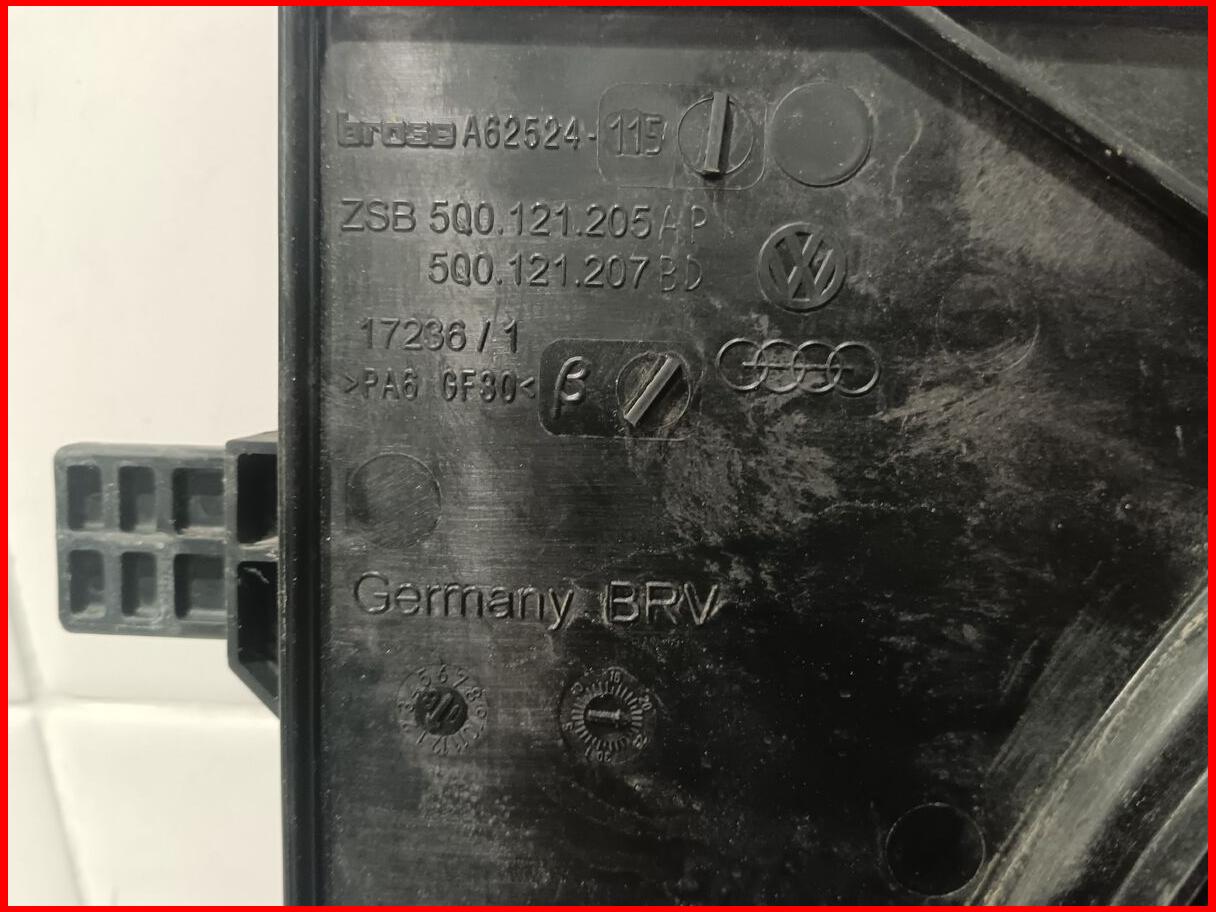 brose A62524-115
ZSB 5Q0.121.205AP
5Q0.121.207BD
17236/1
>PA6 GF30< β
Germany BRV